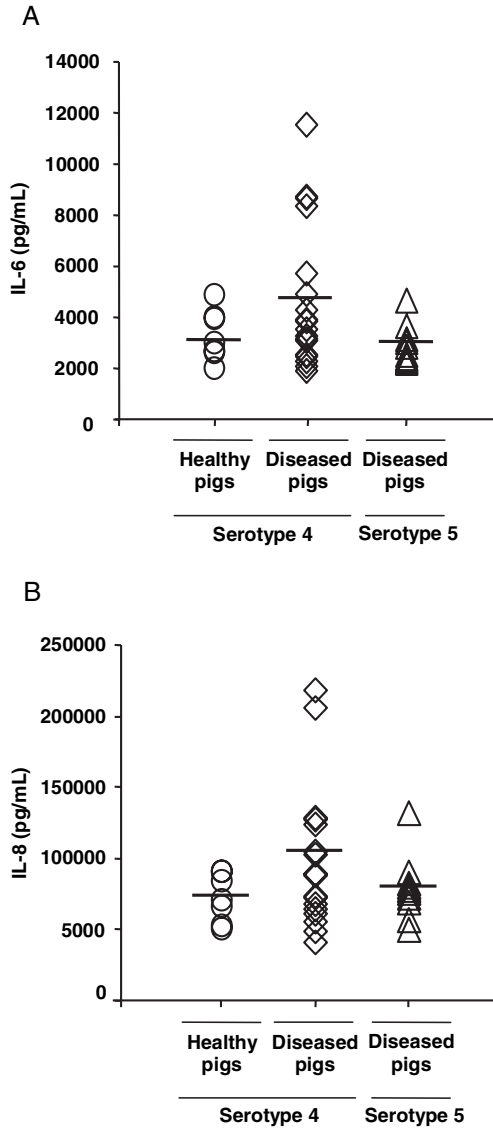 A
14000
12000
10000
8000
6000
4000
2000
0
IL-6 (pg/mL)
Healthy pigs
Diseased pigs
Diseased pigs
Serotype 4
Serotype 5
B
250000
200000
150000
100000
50000
0
IL-8 (pg/mL)
Healthy pigs
Diseased pigs
Diseased pigs
Serotype 4
Serotype 5